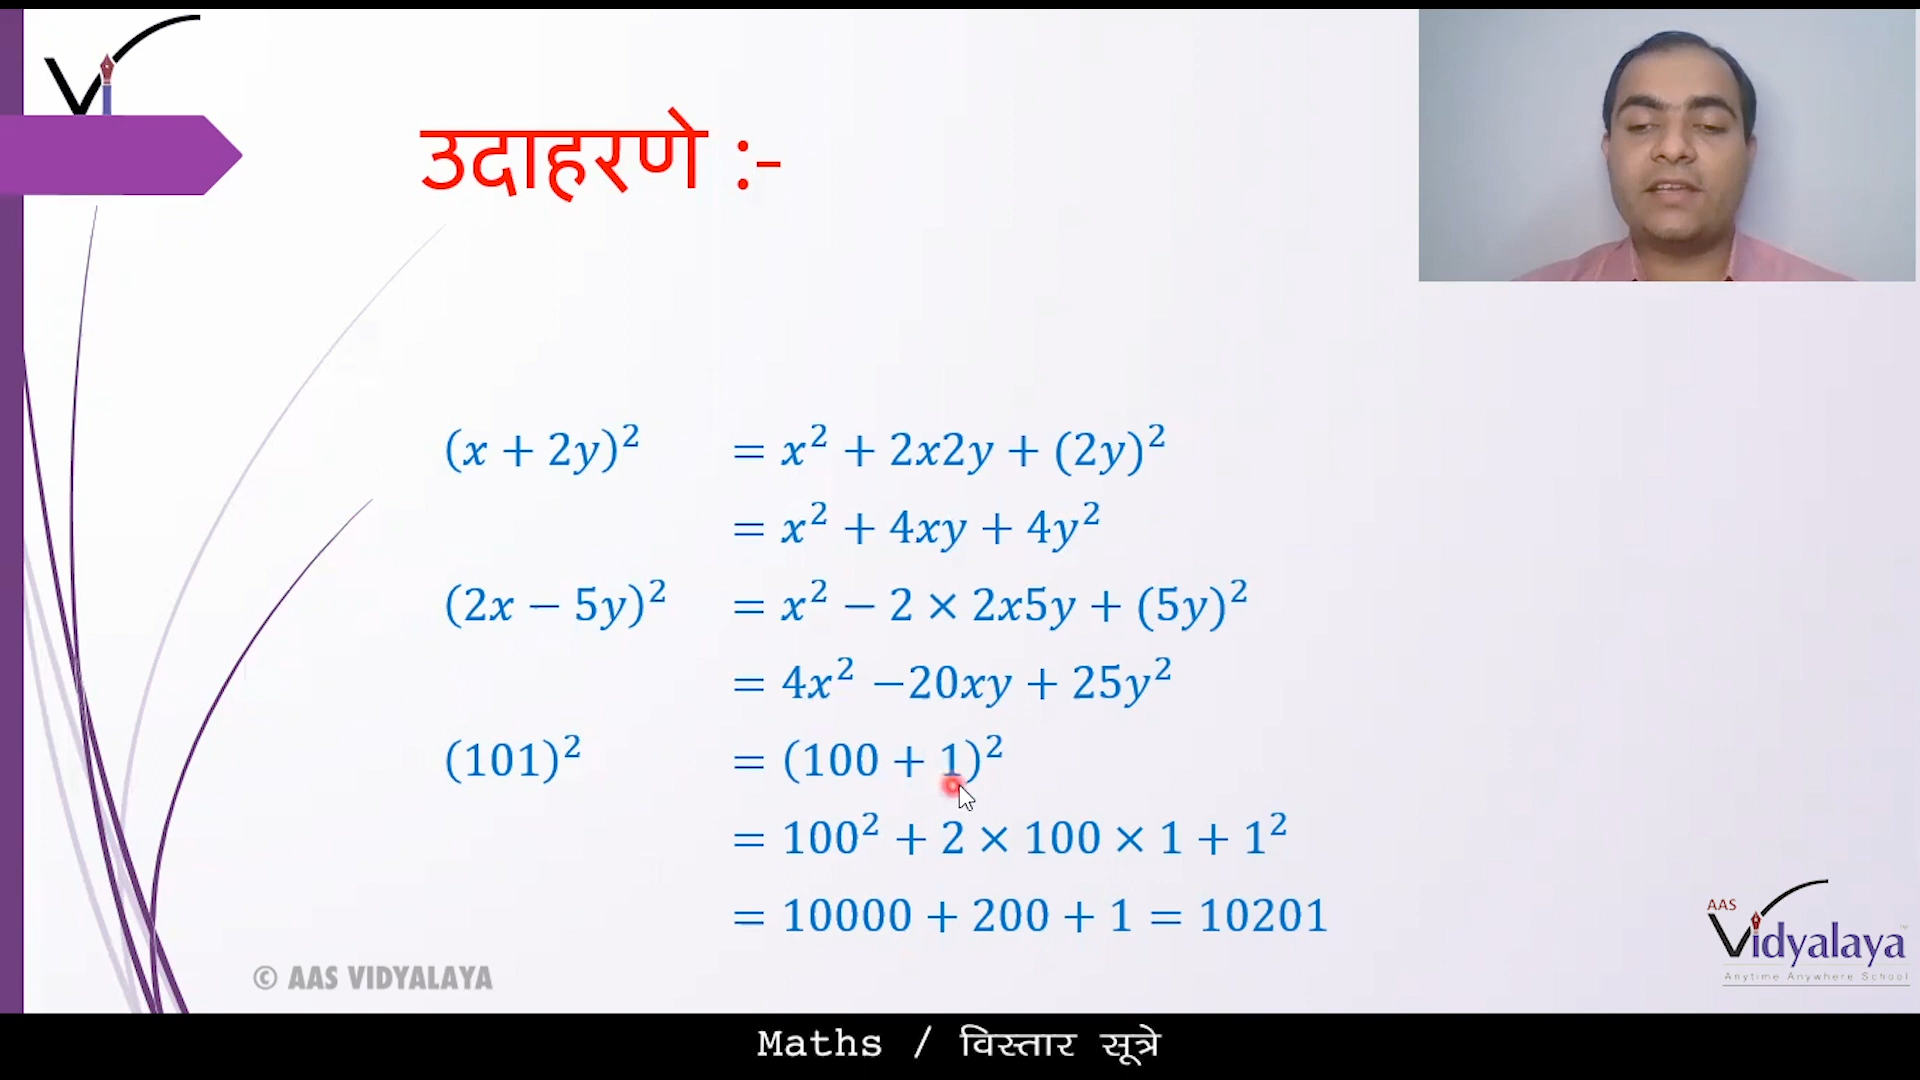 Vi
उदाहरणे :-
(x + 2y)² = x² + 2x2y + (2y)²
= x² + 4xy + 4y²
(2x − 5y)² = x² − 2 × 2x5y + (5y)²
= 4x² −20xy + 25y²
(101)² = (100 + 1)²
= 100² + 2 × 100 × 1 + 1²
= 10000 + 200 + 1 = 10201
AAS
Vidyalaya
Anytime Anywhere School
© AAS VIDYALAYA
Maths / विस्तार सूत्रे